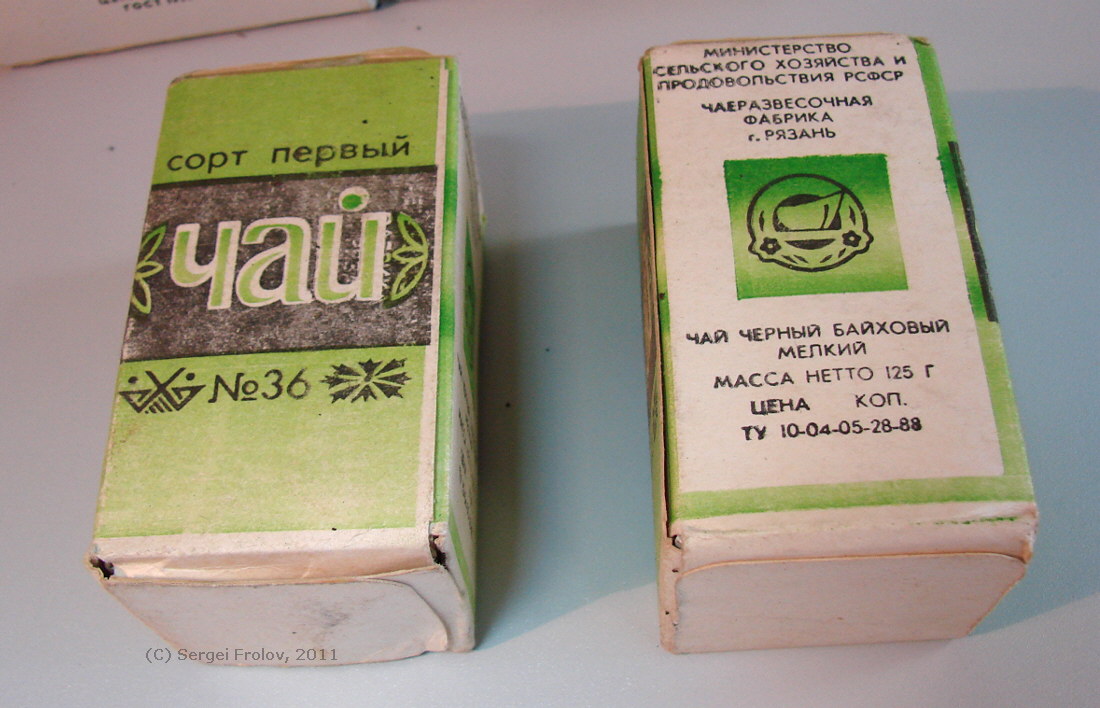 ГОСТ
сорт первый
чай
№36
МИНИСТЕРСТВО
СЕЛЬСКОГО ХОЗЯЙСТВА И
ПРОДОВОЛЬСТВИЯ РСФСР
ЧАЕРАЗВЕСОЧНАЯ
ФАБРИКА
г. РЯЗАНЬ
ЧАЙ ЧЕРНЫЙ БАЙХОВЫЙ
МЕЛКИЙ
МАССА НЕТТО 125 Г
ЦЕНА КОП.
ТУ 10-04-05-28-88
(C) Sergei Frolov, 2011